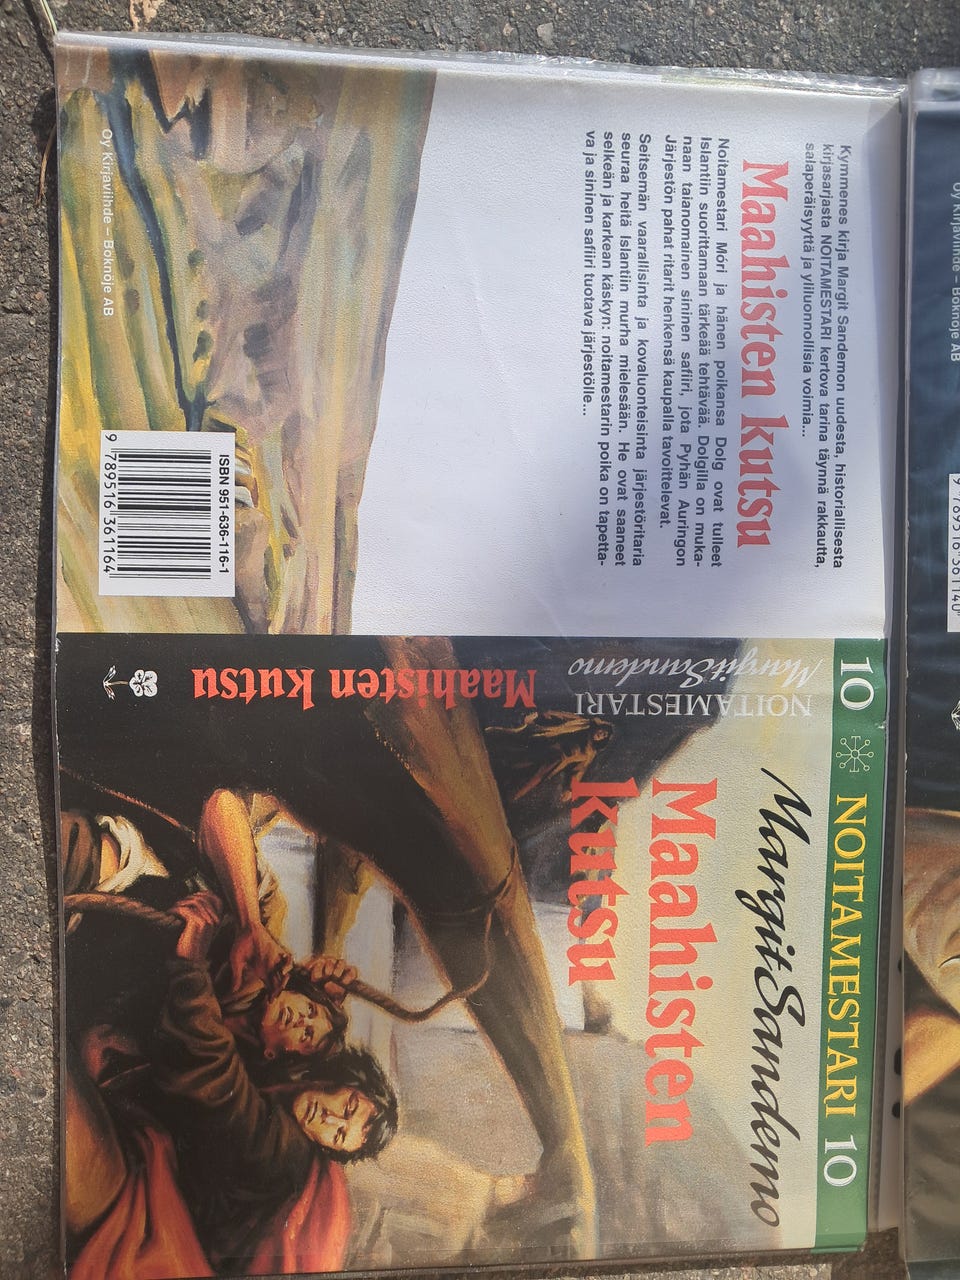 Kymmenes kirja Margit Sandemon uudesta, historiallisesta
kirjasarjasta NOITAMESTARI kertova tarina täynnä rakkautta,
salaperäisyyttä ja yliluonnollisia voimia...
Maahisten kutsu
Noitamestari Móri ja hänen poikansa Dolg ovat tulleet
Islantiin suorittamaan tärkeää tehtävää. Dolgilla on muka-
naan taianomainen sininen safiiri, jota Pyhän Auringon
Järjestön pahat ritarit henkensä kaupalla tavoittelevat.
Seitsemän vaarallisinta ja kovaluonteisinta järjestöritaria
seuraa heitä Islantiin murha mielessään. He ovat saaneet
selkeän ja karkean käskyn: noitamestarin poika on tapetta-
va ja sininen safiiri tuotava järjestölle...
Oy Kirjaviihde – Boknöje AB
ISBN 951-636-116-1
9 789516 361164
10
Margit Sandemo
NOITAMESTARI
Maahisten kutsu
NOITAMESTARI 10
Margit Sandemo
Maahisten
kutsu
Oy Kirjaviihde – Boknöje AB
9 789516 361140